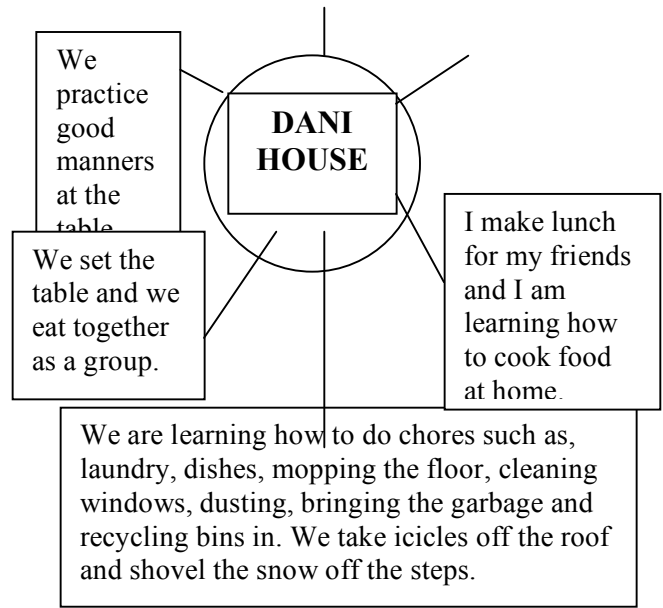 We
practice
good
manners
at the
table
DANI
HOUSE
We set the
table and we
eat together
as a group.
I make lunch
for my friends
and I am
learning how
to cook food
at home.
We are learning how to do chores such as,
laundry, dishes, mopping the floor, cleaning
windows, dusting, bringing the garbage and
recycling bins in. We take icicles off the roof
and shovel the snow off the steps.